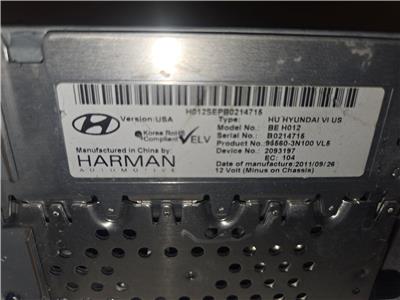 H012SEPB0214715
Version:USA
Korea RoHS
Compliant
ELV
Manufactured in China by:
HARMAN
AUTOMOTIVE
Type: HU HYUNDAI VI US
Model No.: BE H012
Serial No.: B0214715
Product No.: 96560-3N100 VL5
Device No.: 2093197
EC: 104
Date of manufacture: 2011/09/26
12 Volt (Minus on Chassis)